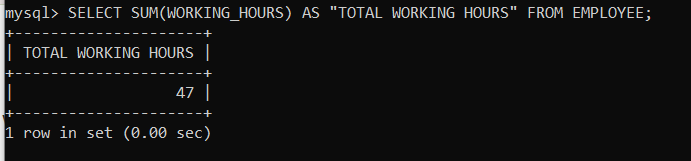 mysql> SELECT SUM(WORKING_HOURS) AS "TOTAL WORKING HOURS" FROM EMPLOYEE;
+---------------------+
| TOTAL WORKING HOURS |
+---------------------+
|                  47 |
+---------------------+
1 row in set (0.00 sec)